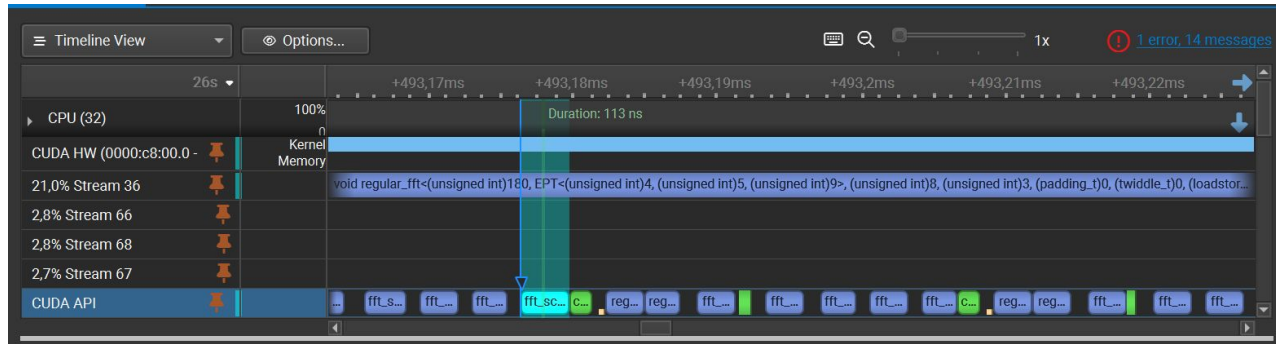 Timeline View
Options...
1x
1 error, 14 messages
26s
+493,17ms +493,18ms +493,19ms +493,2ms +493,21ms +493,22ms
CPU (32)
100%
0
Duration: 113 ns
CUDA HW (0000:c8:00.0 -
Kernel
Memory
21,0% Stream 36
void regular_fft<(unsigned int)180, EPT<(unsigned int)4, (unsigned int)5, (unsigned int)9>, (unsigned int)8, (unsigned int)3, (padding_t)0, (twiddle_t)0, (loadstor...
2,8% Stream 66
2,8% Stream 68
2,7% Stream 67
CUDA API
... fft_s... fft_... fft_... fft_sc... c... reg... reg... fft_... fft_... fft_... fft_... fft_... c... reg... reg... fft_... fft_... fft_...